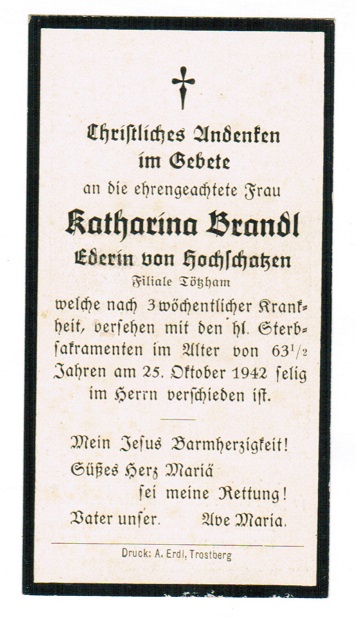 Christliches Andenken
im Gebete
an die ehrengeachtete Frau
Katharina Brandl
Ederin von Hochschatzen
Filiale Tötzham
welche nach 3wöchentlicher Krank-
heit, versehen mit den hl. Sterb-
sakramenten im Alter von 63½
Jahren am 25. Oktober 1942 selig
im Herrn verschieden ist.
Mein Jesus Barmherzigkeit!
Süßes Herz Mariä
sei meine Rettung!
Vater unser. Ave Maria.
Druck: A. Erdl, Trostberg